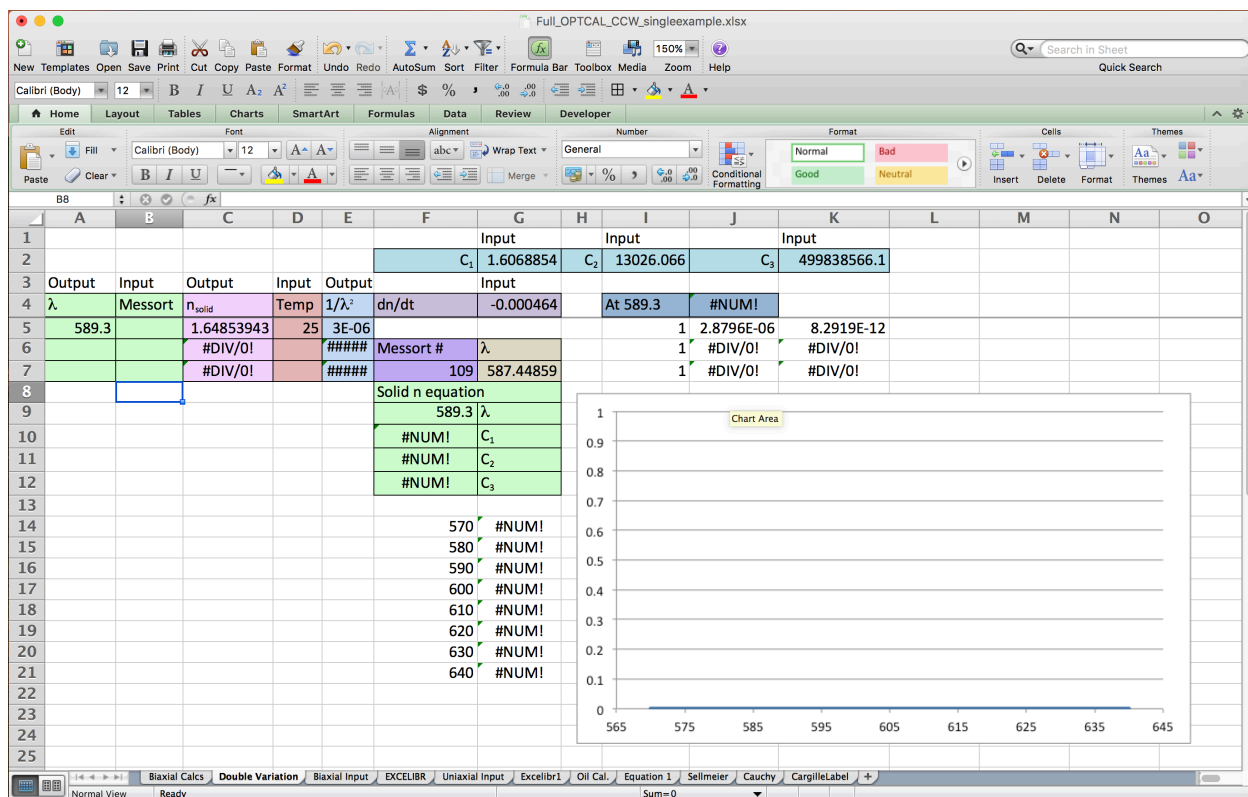 Full_OPTCAL_CCW_singleexample.xlsx
150%
Search in Sheet
New Templates Open Save Print Cut Copy Paste Format Undo Redo AutoSum Sort Filter Formula Bar Toolbox Media Zoom Help
Quick Search
Calibri (Body) 12 B I U A2 A2 $ %
Home Layout Tables Charts SmartArt Formulas Data Review Developer
Edit Font Alignment Number Format Cells Themes
Fill Calibri (Body) 12 A A abc Wrap Text General Normal Bad
Paste Clear B I U A Merge % Conditional Formatting Good Neutral Insert Delete Format Themes Aa
B8 fx
A B C D E F G H I J K L M N O
1 Input Input Input
2 C₁ 1.6068854 C₂ 13026.066 C₃ 499838566.1
3 Output Input Output Input Output Input
4 λ Messort nsolid Temp 1/λ² dn/dt -0.000464 At 589.3 #NUM!
5 589.3 1.64853943 25 3E-06 1 2.8796E-06 8.2919E-12
6 #DIV/0! ##### Messort # λ 1 #DIV/0! #DIV/0!
7 #DIV/0! ##### 109 587.44859 1 #DIV/0! #DIV/0!
8 Solid n equation
9 589.3 λ
10 #NUM! C₁
11 #NUM! C₂
12 #NUM! C₃
13
14 570 #NUM!
15 580 #NUM!
16 590 #NUM!
17 600 #NUM!
18 610 #NUM!
19 620 #NUM!
20 630 #NUM!
21 640 #NUM!
22
23
24
25
Chart Area
1
0.9
0.8
0.7
0.6
0.5
0.4
0.3
0.2
0.1
0
565 575 585 595 605 615 625 635 645
Biaxial Calcs Double Variation Biaxial Input EXCELIBR Uniaxial Input Excelibr1 Oil Cal. Equation 1 Sellmeier Cauchy CargilleLabel +
Normal View Ready Sum=0